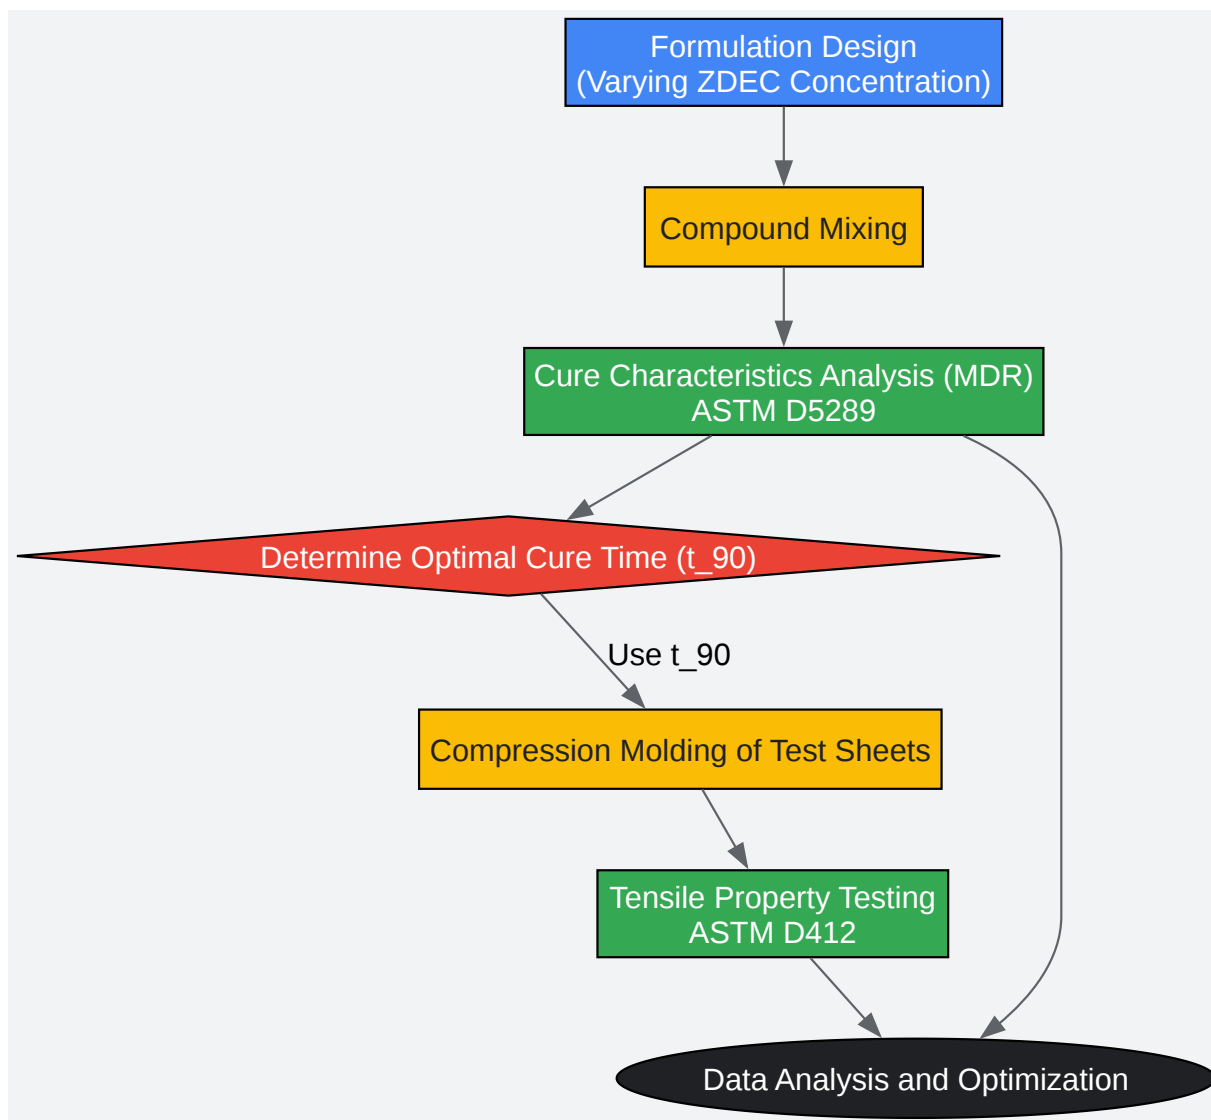 Formulation Design
(Varying ZDEC Concentration)
Compound Mixing
Cure Characteristics Analysis (MDR)
ASTM D5289
Determine Optimal Cure Time (t_90)
Use t_90
Compression Molding of Test Sheets
Tensile Property Testing
ASTM D412
Data Analysis and Optimization